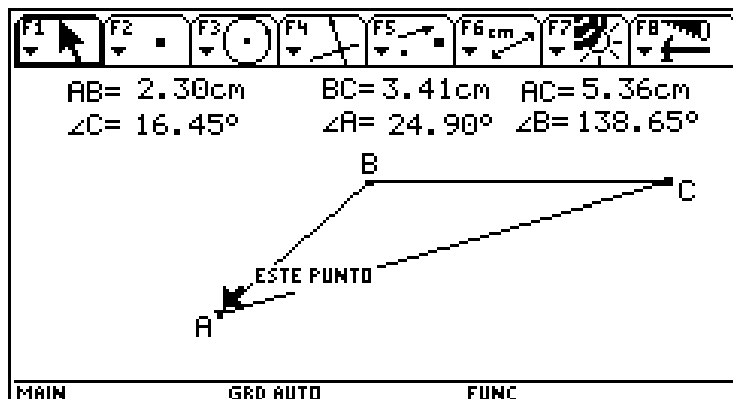 F1 F2 F3 F4 F5 F6 cm F7 F8
AB= 2.30cm BC= 3.41cm AC= 5.36cm
∠C= 16.45° ∠A= 24.90° ∠B= 138.65°
B
C
ESTE PUNTO
A
MAIN GRD AUTO FUNC